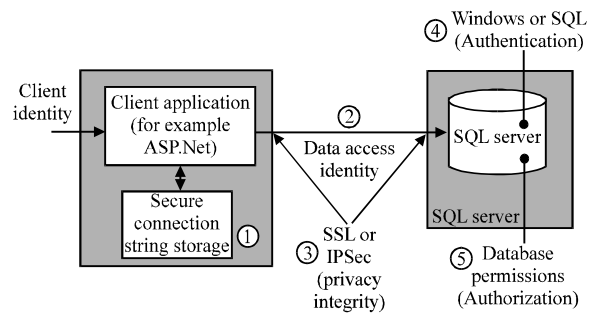 Client
identity
Client application
(for example
ASP.Net)
Secure
connection
string storage
1
2
Data access
identity
3
SSL or
IPSec
(privacy
integrity)
4
Windows or SQL
(Authentication)
SQL server
SQL server
5
Database
permissions
(Authorization)